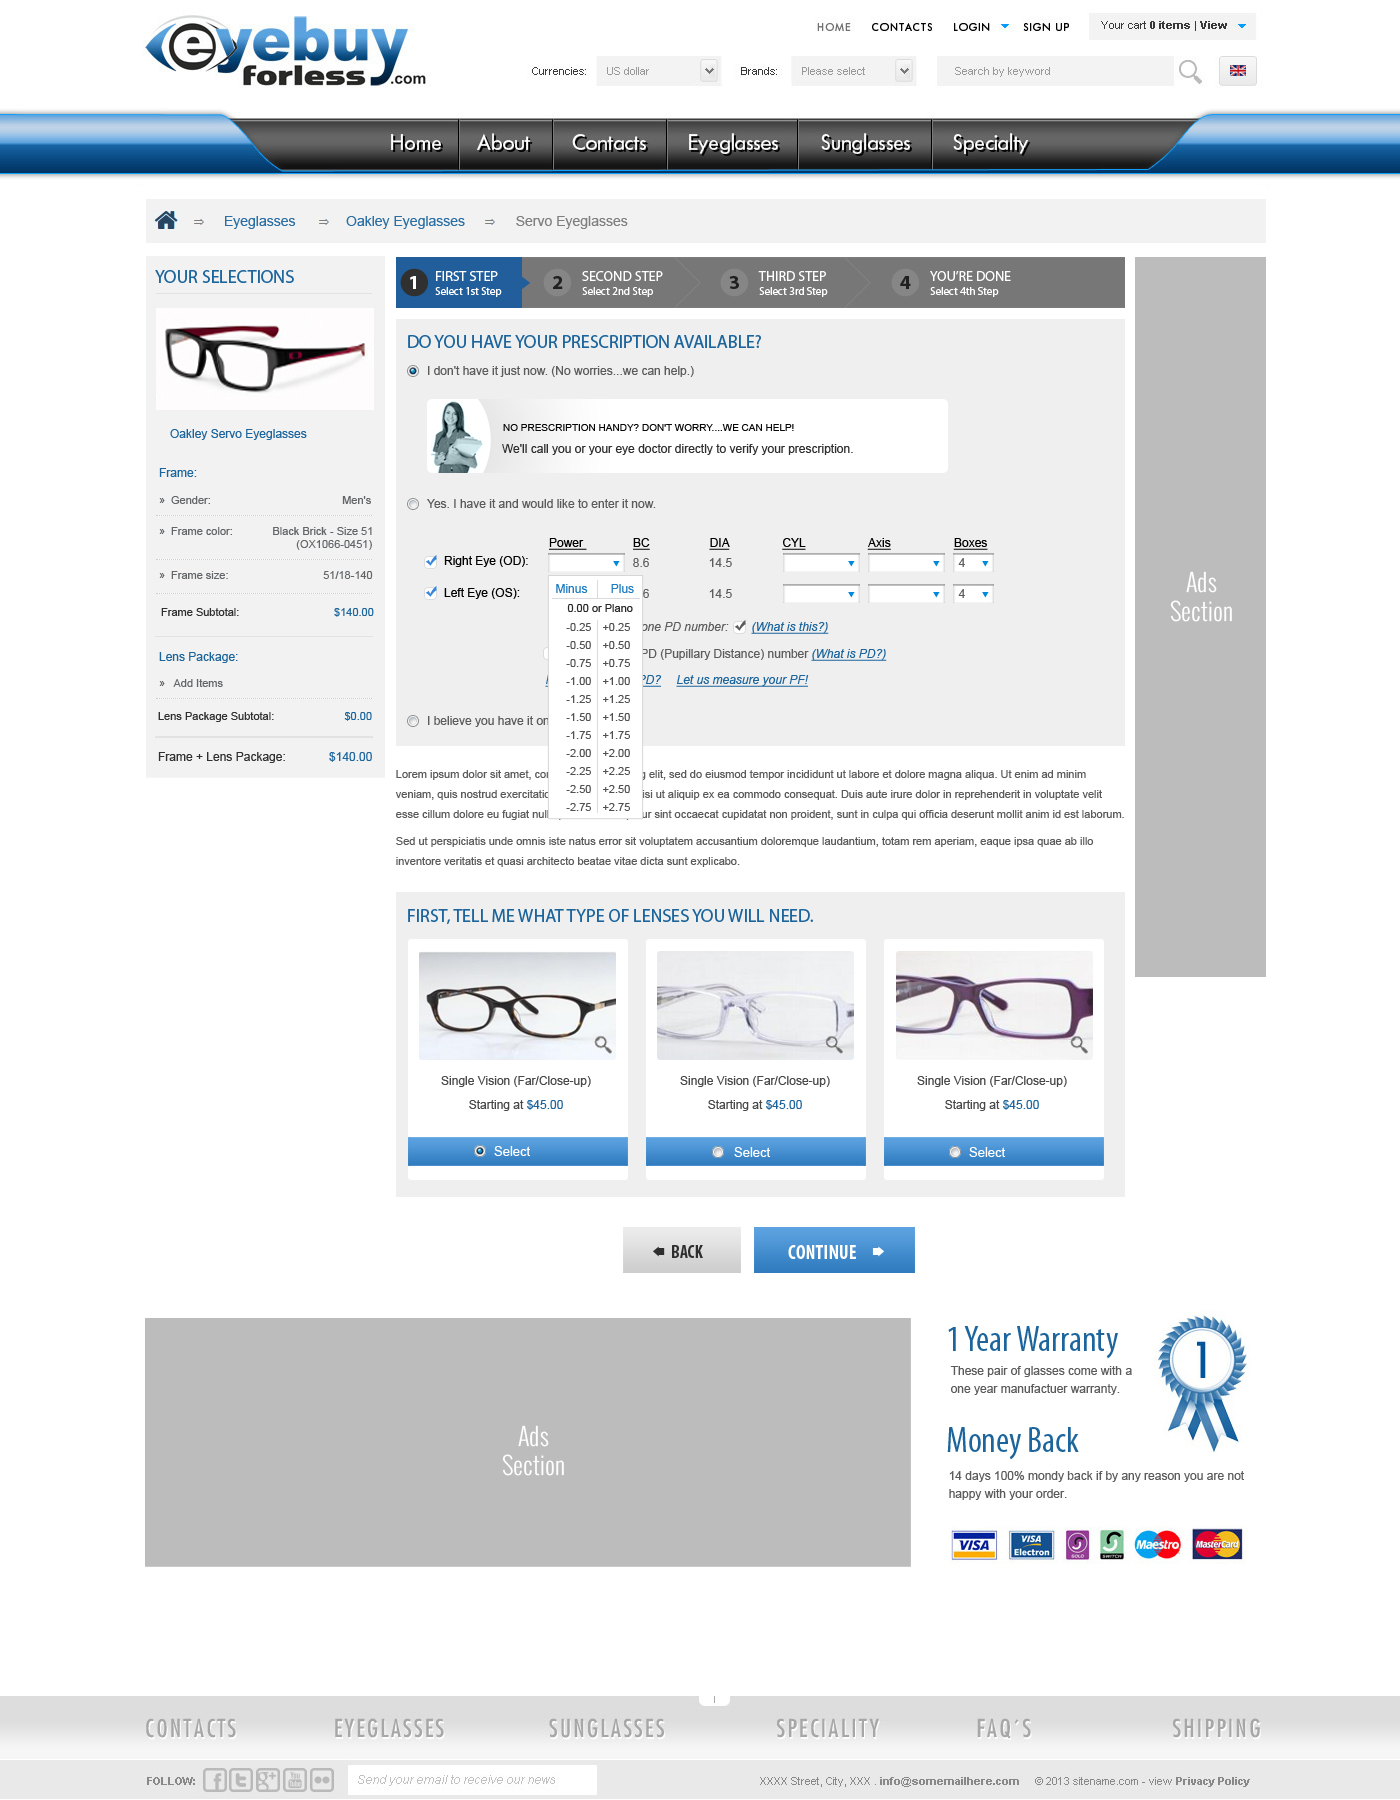 eyebuy
forless.com
HOME CONTACTS LOGIN SIGN UP Your cart 0 items | View
Currencies: US dollar Brands: Please select Search by keyword
Home About Contacts Eyeglasses Sunglasses Specialty
⇒ Eyeglasses ⇒ Oakley Eyeglasses ⇒ Servo Eyeglasses
YOUR SELECTIONS
Oakley Servo Eyeglasses
Frame:
» Gender: Men's
» Frame color: Black Brick - Size 51
(OX1066-0451)
» Frame size: 51/18-140
Frame Subtotal: $140.00
Lens Package:
» Add Items
Lens Package Subtotal: $0.00
Frame + Lens Package: $140.00
1 FIRST STEP
Select 1st Step
2 SECOND STEP
Select 2nd Step
3 THIRD STEP
Select 3rd Step
4 YOU'RE DONE
Select 4th Step
DO YOU HAVE YOUR PRESCRIPTION AVAILABLE?
I don't have it just now. (No worries...we can help.)
NO PRESCRIPTION HANDY? DON'T WORRY....WE CAN HELP!
We'll call you or your eye doctor directly to verify your prescription.
Yes. I have it and would like to enter it now.
Power BC DIA CYL Axis Boxes
Right Eye (OD): 8.6 14.5 4
Left Eye (OS): 6 14.5 4
Minus Plus
0.00 or Plano
-0.25 +0.25
-0.50 +0.50
-0.75 +0.75
-1.00 +1.00
-1.25 +1.25
-1.50 +1.50
-1.75 +1.75
-2.00 +2.00
-2.25 +2.25
-2.50 +2.50
-2.75 +2.75
one PD number: (What is this?)
PD (Pupillary Distance) number (What is PD?)
PD? Let us measure your PF!
I believe you have it on
Lorem ipsum dolor sit amet, con g elit, sed do eiusmod tempor incididunt ut labore et dolore magna aliqua. Ut enim ad minim
veniam, quis nostrud exercitatio isi ut aliquip ex ea commodo consequat. Duis aute irure dolor in reprehenderit in voluptate velit
esse cillum dolore eu fugiat null ur sint occaecat cupidatat non proident, sunt in culpa qui officia deserunt mollit anim id est laborum.
Sed ut perspiciatis unde omnis iste natus error sit voluptatem accusantium doloremque laudantium, totam rem aperiam, eaque ipsa quae ab illo
inventore veritatis et quasi architecto beatae vitae dicta sunt explicabo.
Ads
Section
FIRST, TELL ME WHAT TYPE OF LENSES YOU WILL NEED.
Single Vision (Far/Close-up) Single Vision (Far/Close-up) Single Vision (Far/Close-up)
Starting at $45.00 Starting at $45.00 Starting at $45.00
Select Select Select
BACK CONTINUE
Ads
Section
1 Year Warranty
These pair of glasses come with a
one year manufactuer warranty.
1
Money Back
14 days 100% mondy back if by any reason you are not
happy with your order.
VISA VISA Electron SOLO SWITCH Maestro MasterCard
CONTACTS EYEGLASSES SUNGLASSES SPECIALITY FAQ'S SHIPPING
FOLLOW: f t g+ You Tube Send your email to receive our news
XXXX Street, City, XXX . info@somemailhere.com © 2013 sitename.com - view Privacy Policy